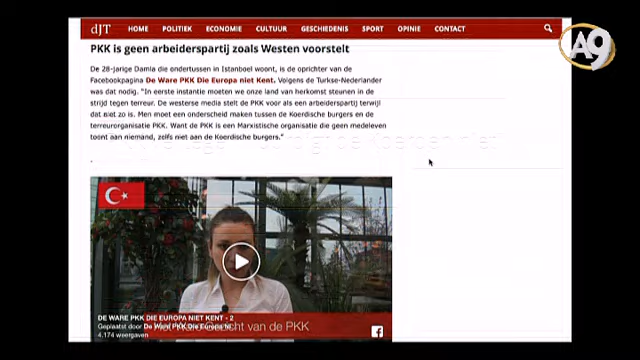 djT HOME POLITIEK ECONOMIE CULTUUR GESCHIEDENIS SPORT OPINIE CONTACT
A9
PKK is geen arbeiderspartij zoals Westen voorstelt
De 28-jarige Damla die ondertussen in Istanboel woont, is de oprichter van de
Facebookpagina De Ware PKK Die Europa niet Kent. Volgens de Turkse-Nederlander
was dat nodig. "In eerste instantie moeten we onze land van herkomst steunen in de
strijd tegen terreur. De westerse media stelt de PKK voor als een arbeiderspartij terwijl
dat niet zo is. Men moet een onderscheid maken tussen de Koerdische burgers en de
terreurorganisatie PKK. Want de PKK is een Marxistische organisatie die geen medeleven
toont aan niemand, zelfs niet aan de Koerdische burgers."
DE WARE PKK DIE EUROPA NIET KENT - 2
Geplaatst door De Ware PKK Die Europa
4.174 weergaven
van de PKK